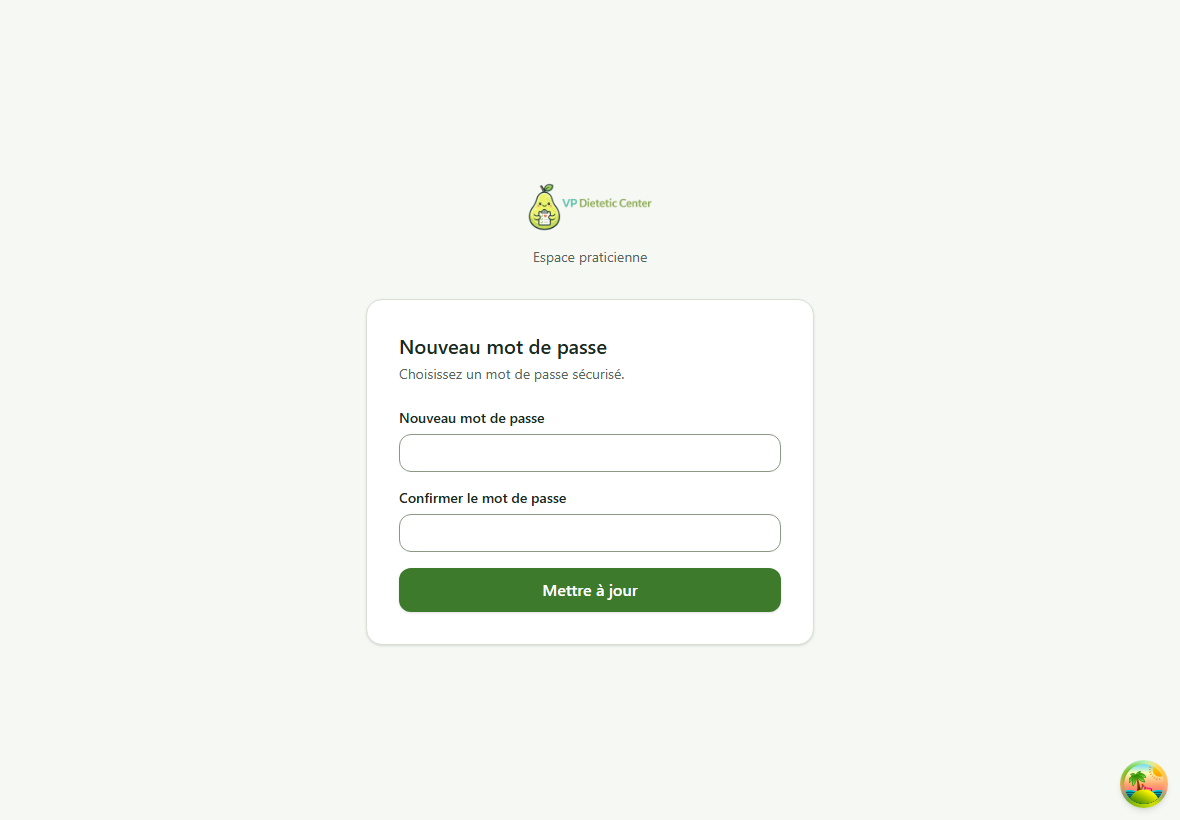 VP Dietetic Center
Espace praticienne
Nouveau mot de passe
Choisissez un mot de passe sécurisé.
Nouveau mot de passe
Confirmer le mot de passe
Mettre à jour